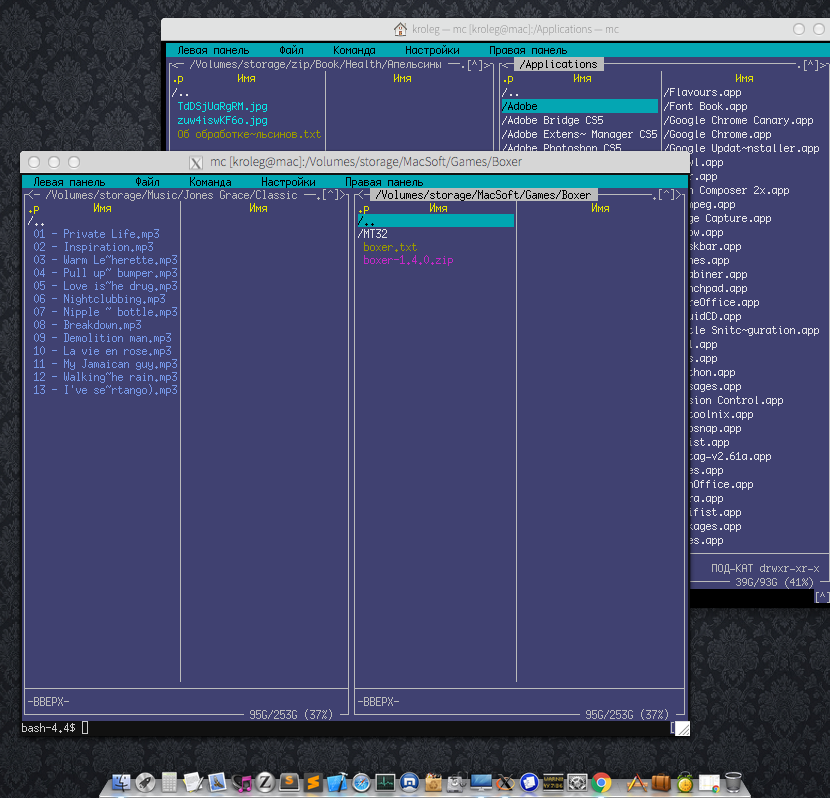 kroleg — mc [kroleg@mac]:/Applications — mc
Левая панель Файл Команда Настройки Правая панель
<— /Volumes/storage/zip/Book/Health/Апельсины —.[^]> <— /Applications —.[^]>
.р Имя Имя .р Имя Имя
/.. /.. /Flavours.app
TdDSjUaRgRM.jpg /Adobe /Font Book.app
zuw4iswKF6o.jpg /Adobe Bridge CS5 /Google Chrome Canary.app
Об обработке~льсинов.txt /Adobe Extens~ Manager CS5 /Google Chrome.app
/Adobe Photoshop CS5 /Google Updat~nstaller.app
mc [kroleg@mac]:/Volumes/storage/MacSoft/Games/Boxer
Левая панель Файл Команда Настройки Правая панель
<— /Volumes/storage/Music/Jones Grace/Classic —.[^]> <— /Volumes/storage/MacSoft/Games/Boxer —.[^]>
.р Имя Имя .р Имя Имя
/.. /..
01 - Private Life.mp3 /MT32
02 - Inspiration.mp3 boxer.txt
03 - Warm Le~herette.mp3 boxer-1.4.0.zip
04 - Pull up~ bumper.mp3
05 - Love is~he drug.mp3
06 - Nightclubbing.mp3
07 - Nipple ~ bottle.mp3
08 - Breakdown.mp3
09 - Demolition man.mp3
10 - La vie en rose.mp3
11 - My Jamaican guy.mp3
12 - Walking~he rain.mp3
13 - I've se~rtango).mp3
-ВВЕРХ- -ВВЕРХ-
95G/253G (37%) 95G/253G (37%)
bash-4.4$
l.app
r.app
n Composer 2x.app
mpeg.app
ge Capture.app
ow.app
skbar.app
nes.app
abiner.app
nchpad.app
reOffice.app
uidCD.app
tle Snitc~guration.app
l.app
s.app
thon.app
sages.app
sion Control.app
toolnix.app
osnap.app
ist.app
tag-v2.61a.app
es.app
nOffice.app
ra.app
ifist.app
kages.app
es.app
ПОД-КАТ drwxr-xr-x
39G/93G (41%)
[^]